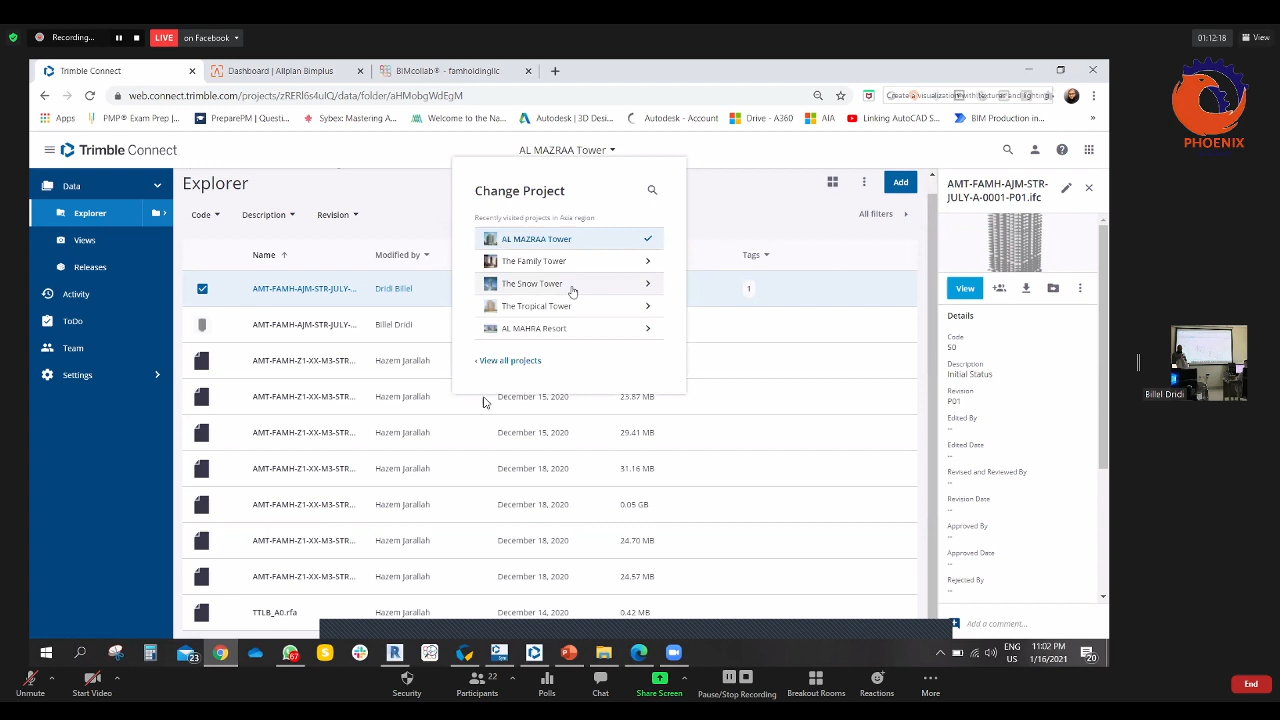 Recording...
LIVE
on Facebook
01:12:18
View
Trimble Connect
Dashboard | Allplan Bimplus
BIMcollab® - famholdingllc
web.connect.trimble.com/projects/zRERl6s4uIQ/data/folder/aHMobgWdEgM
Create a visualization with textures and lighting
Apps
PMP® Exam Prep |...
PreparePM | Questi...
Sybex: Mastering A...
Welcome to the Na...
Autodesk | 3D Desi...
Autodesk - Account
Drive - A360
AIA
Linking AutoCAD S...
BIM Production in...
PHOENIX
Trimble Connect
AL MAZRAA Tower
Data
Explorer
Views
Releases
Activity
ToDo
Team
Settings
Explorer
Add
Code
Description
Revision
All filters
Name
Modified by
Tags
AMT-FAMH-AJM-STR-JULY-...
Dridi Billel
1
AMT-FAMH-AJM-STR-JULY-...
Billel Dridi
AMT-FAMH-Z1-XX-M3-STR...
Hazem Jarallah
AMT-FAMH-Z1-XX-M3-STR...
Hazem Jarallah
December 15, 2020
23.87 MB
AMT-FAMH-Z1-XX-M3-STR...
Hazem Jarallah
December 15, 2020
29.41 MB
AMT-FAMH-Z1-XX-M3-STR...
Hazem Jarallah
December 18, 2020
31.16 MB
AMT-FAMH-Z1-XX-M3-STR...
Hazem Jarallah
December 18, 2020
0.05 GB
AMT-FAMH-Z1-XX-M3-STR...
Hazem Jarallah
December 18, 2020
24.70 MB
AMT-FAMH-Z1-XX-M3-STR...
Hazem Jarallah
December 18, 2020
24.57 MB
TTLB_A0.rfa
Hazem Jarallah
December 14, 2020
0.42 MB
Change Project
Recently visited projects in Asia region
AL MAZRAA Tower
The Family Tower
The Snow Tower
The Tropical Tower
AL MAHRA Resort
‹ View all projects
AMT-FAMH-AJM-STR-
JULY-A-0001-P01.ifc
View
Details
Code
S0
Description
Initial Status
Revision
P01
Edited By
--
Edited Date
--
Revised and Reviewed By
--
Revision Date
--
Approved By
--
Approved Date
--
Rejected By
--
Add a comment...
Billel Dridi
23
67
ENG
US
11:02 PM
1/16/2021
20
Unmute
Start Video
Security
Participants
22
Polls
Chat
Share Screen
Pause/Stop Recording
Breakout Rooms
Reactions
More
End